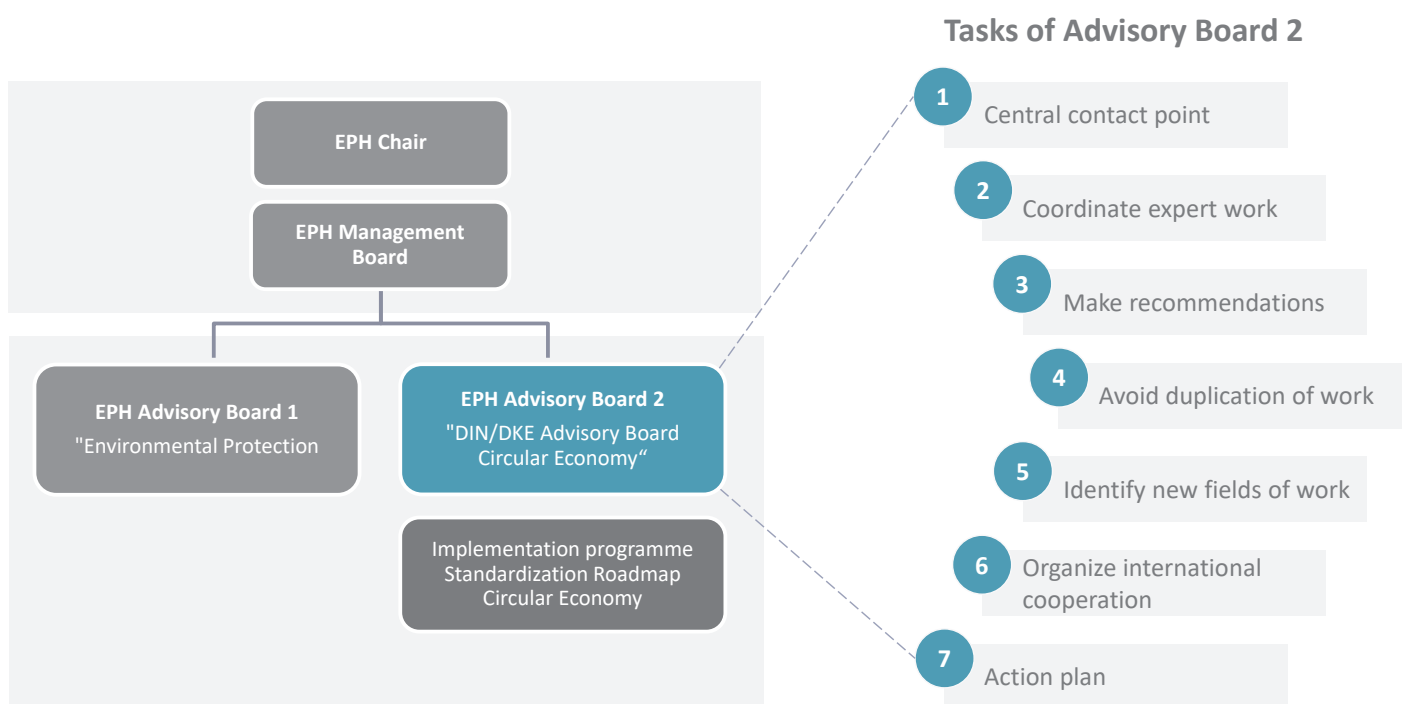 Tasks of Advisory Board 2
EPH Chair
EPH Management
Board
EPH Advisory Board 1
"Environmental Protection
EPH Advisory Board 2
"DIN/DKE Advisory Board
Circular Economy“
Implementation programme
Standardization Roadmap
Circular Economy
1
Central contact point
2
Coordinate expert work
3
Make recommendations
4
Avoid duplication of work
5
Identify new fields of work
6
Organize international
cooperation
7
Action plan